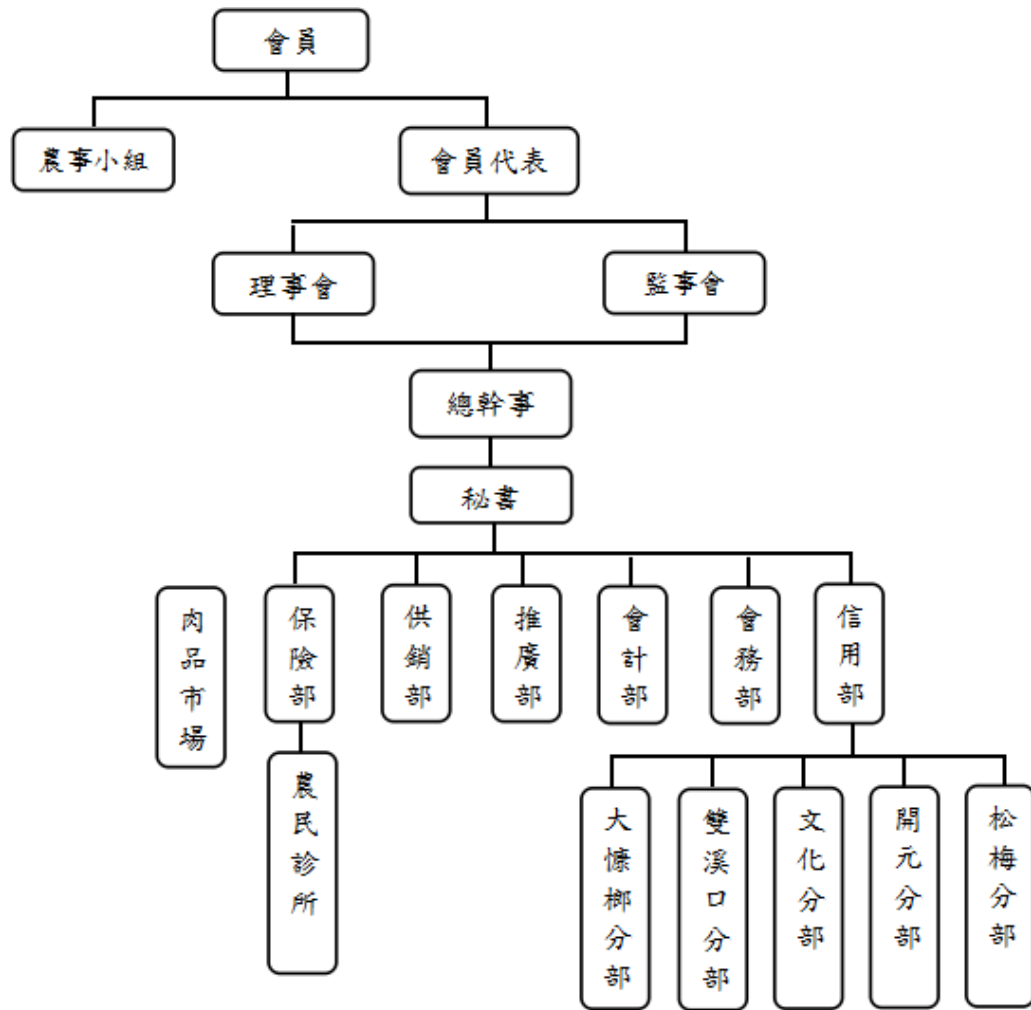 會員
農事小組
會員代表
理事會
監事會
總幹事
秘書
肉品市場
保險部
供銷部
推廣部
會計部
會務部
信用部
農民診所
大慷榔分部
雙溪口分部
文化分部
開元分部
松梅分部